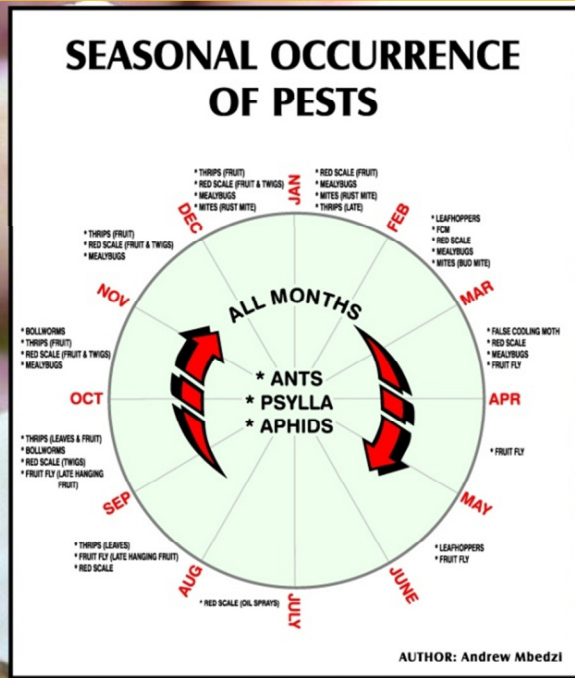 SEASONAL OCCURRENCE
OF PESTS
JAN
* RED SCALE (FRUIT)
* MEALYBUGS
* MITES (RUST MITE)
* THRIPS (LATE)
FEB
* LEAFHOPPERS
* FCM
* RED SCALE
* MEALYBUGS
* MITES (BUD MITE)
MAR
* FALSE COOLING MOTH
* RED SCALE
* MEALYBUGS
* FRUIT FLY
APR
* FRUIT FLY
MAY
* LEAFHOPPERS
* FRUIT FLY
JUNE
JULY
* RED SCALE (OIL SPRAYS)
AUG
* THRIPS (LEAVES)
* FRUIT FLY (LATE HANGING FRUIT)
* RED SCALE
SEP
* THRIPS (LEAVES & FRUIT)
* BOLLWORMS
* RED SCALE (TWIGS)
* FRUIT FLY (LATE HANGING
FRUIT)
OCT
* BOLLWORMS
* THRIPS (FRUIT)
* RED SCALE (FRUIT & TWIGS)
* MEALYBUGS
NOV
* THRIPS (FRUIT)
* RED SCALE (FRUIT & TWIGS)
* MEALYBUGS
DEC
* THRIPS (FRUIT)
* RED SCALE (FRUIT & TWIGS)
* MEALYBUGS
* MITES (RUST MITE)
ALL MONTHS
* ANTS
* PSYLLA
* APHIDS
AUTHOR: Andrew Mbedzi